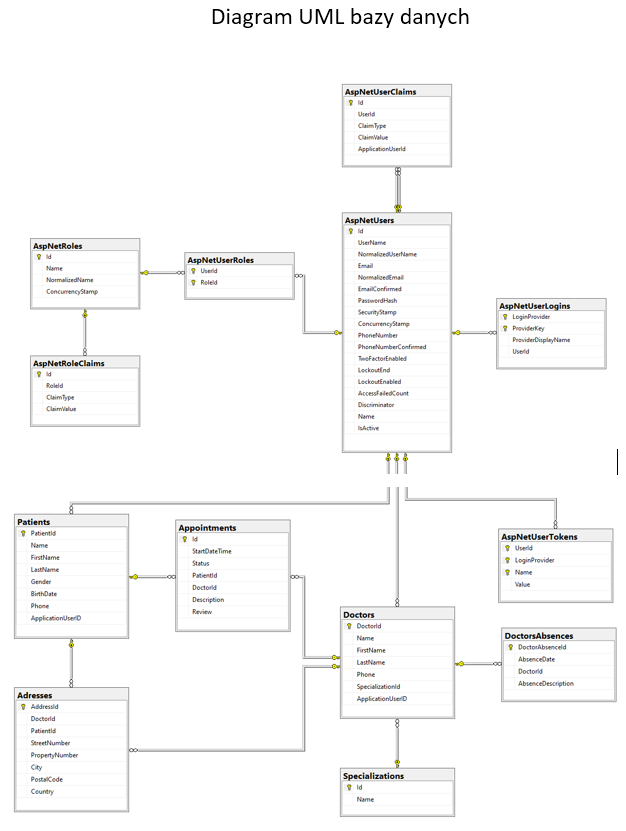 Diagram UML bazy danych
AspNetUserClaims
Id
UserId
ClaimType
ClaimValue
ApplicationUserId
AspNetUsers
Id
UserName
NormalizedUserName
Email
NormalizedEmail
EmailConfirmed
PasswordHash
SecurityStamp
ConcurrencyStamp
PhoneNumber
PhoneNumberConfirmed
TwoFactorEnabled
LockoutEnd
LockoutEnabled
AccessFailedCount
Discriminator
Name
IsActive
AspNetRoles
Id
Name
NormalizedName
ConcurrencyStamp
AspNetUserRoles
UserId
RoleId
AspNetUserLogins
LoginProvider
ProviderKey
ProviderDisplayName
UserId
AspNetRoleClaims
Id
RoleId
ClaimType
ClaimValue
Patients
PatientId
Name
FirstName
LastName
Gender
BirthDate
Phone
ApplicationUserID
Appointments
Id
StartDateTime
Status
PatientId
DoctorId
Description
Review
AspNetUserTokens
UserId
LoginProvider
Name
Value
Doctors
DoctorId
Name
FirstName
LastName
Phone
SpecializationId
ApplicationUserID
DoctorsAbsences
DoctorAbsenceId
AbsenceDate
DoctorId
AbsenceDescription
Adresses
AddressId
DoctorId
PatientId
StreetNumber
PropertyNumber
City
PostalCode
Country
Specializations
Id
Name